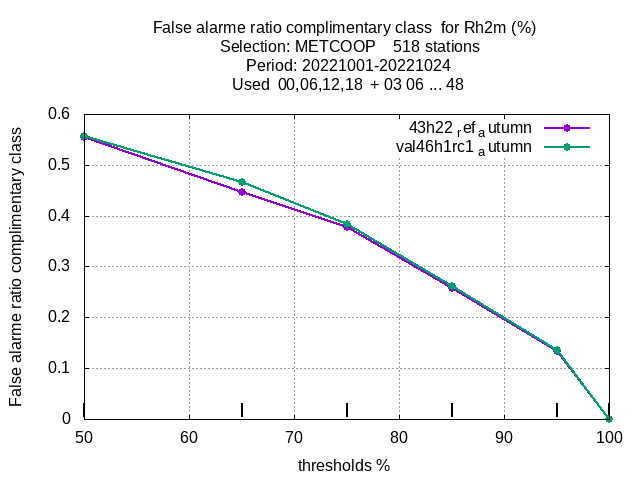 False alarme ratio complimentary class  for Rh2m (%)
Selection: METCOOP    518 stations
Period: 20221001-20221024
Used  00,06,12,18  + 03 06 ... 48
43h22 ref autumn
val46h1rc1 autumn
False alarme ratio complimentary class
0.6
0.5
0.4
0.3
0.2
0.1
0
50 60 70 80 90 100
thresholds %